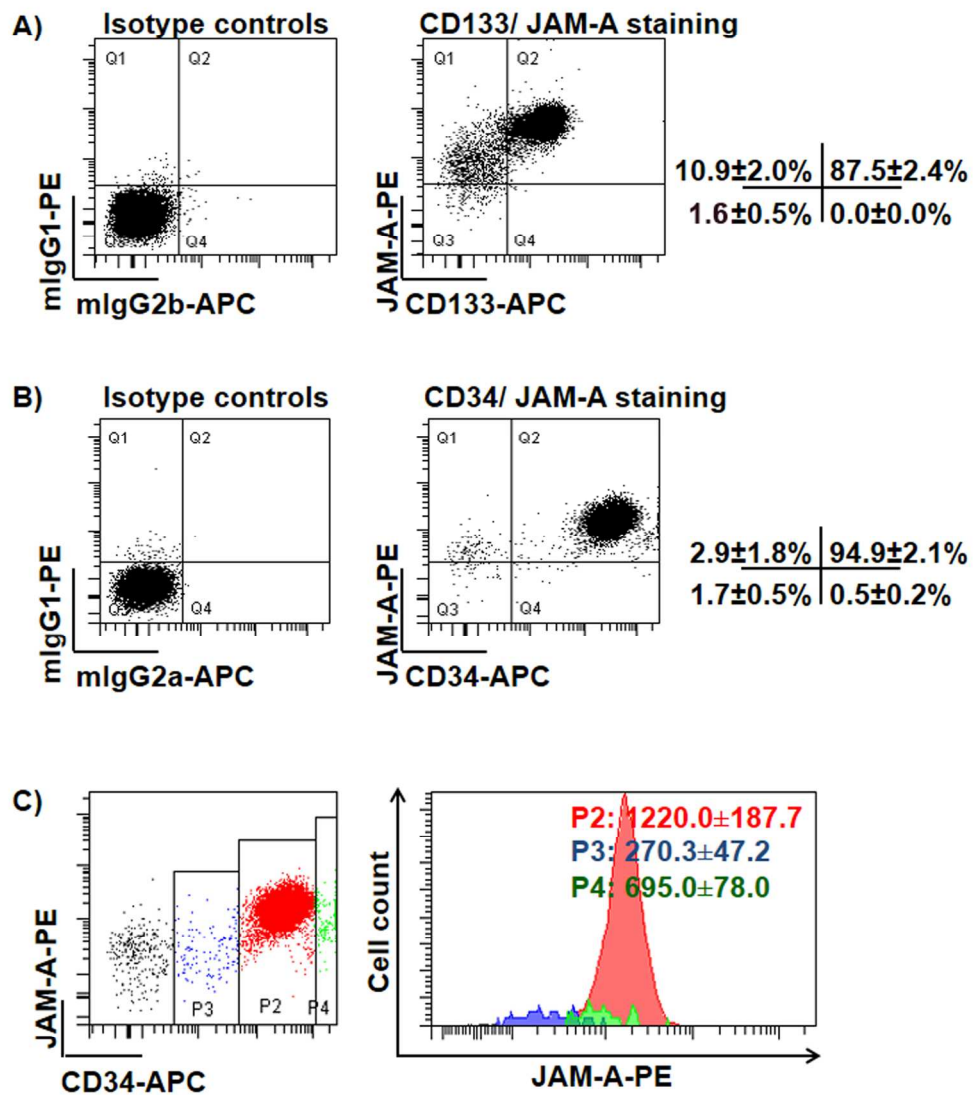 A)
Isotype controls
CD133/ JAM-A staining
Q1
Q2
Q3
Q4
mIgG1-PE
mIgG2b-APC
Q1
Q2
Q3
Q4
JAM-A-PE
CD133-APC
10.9±2.0% 87.5±2.4%
1.6±0.5% 0.0±0.0%
B)
Isotype controls
CD34/ JAM-A staining
Q1
Q2
Q3
Q4
mIgG1-PE
mIgG2a-APC
Q1
Q2
Q3
Q4
JAM-A-PE
CD34-APC
2.9±1.8% 94.9±2.1%
1.7±0.5% 0.5±0.2%
C)
P3
P2
P4
JAM-A-PE
CD34-APC
P2: 1220.0±187.7
P3: 270.3±47.2
P4: 695.0±78.0
Cell count
JAM-A-PE